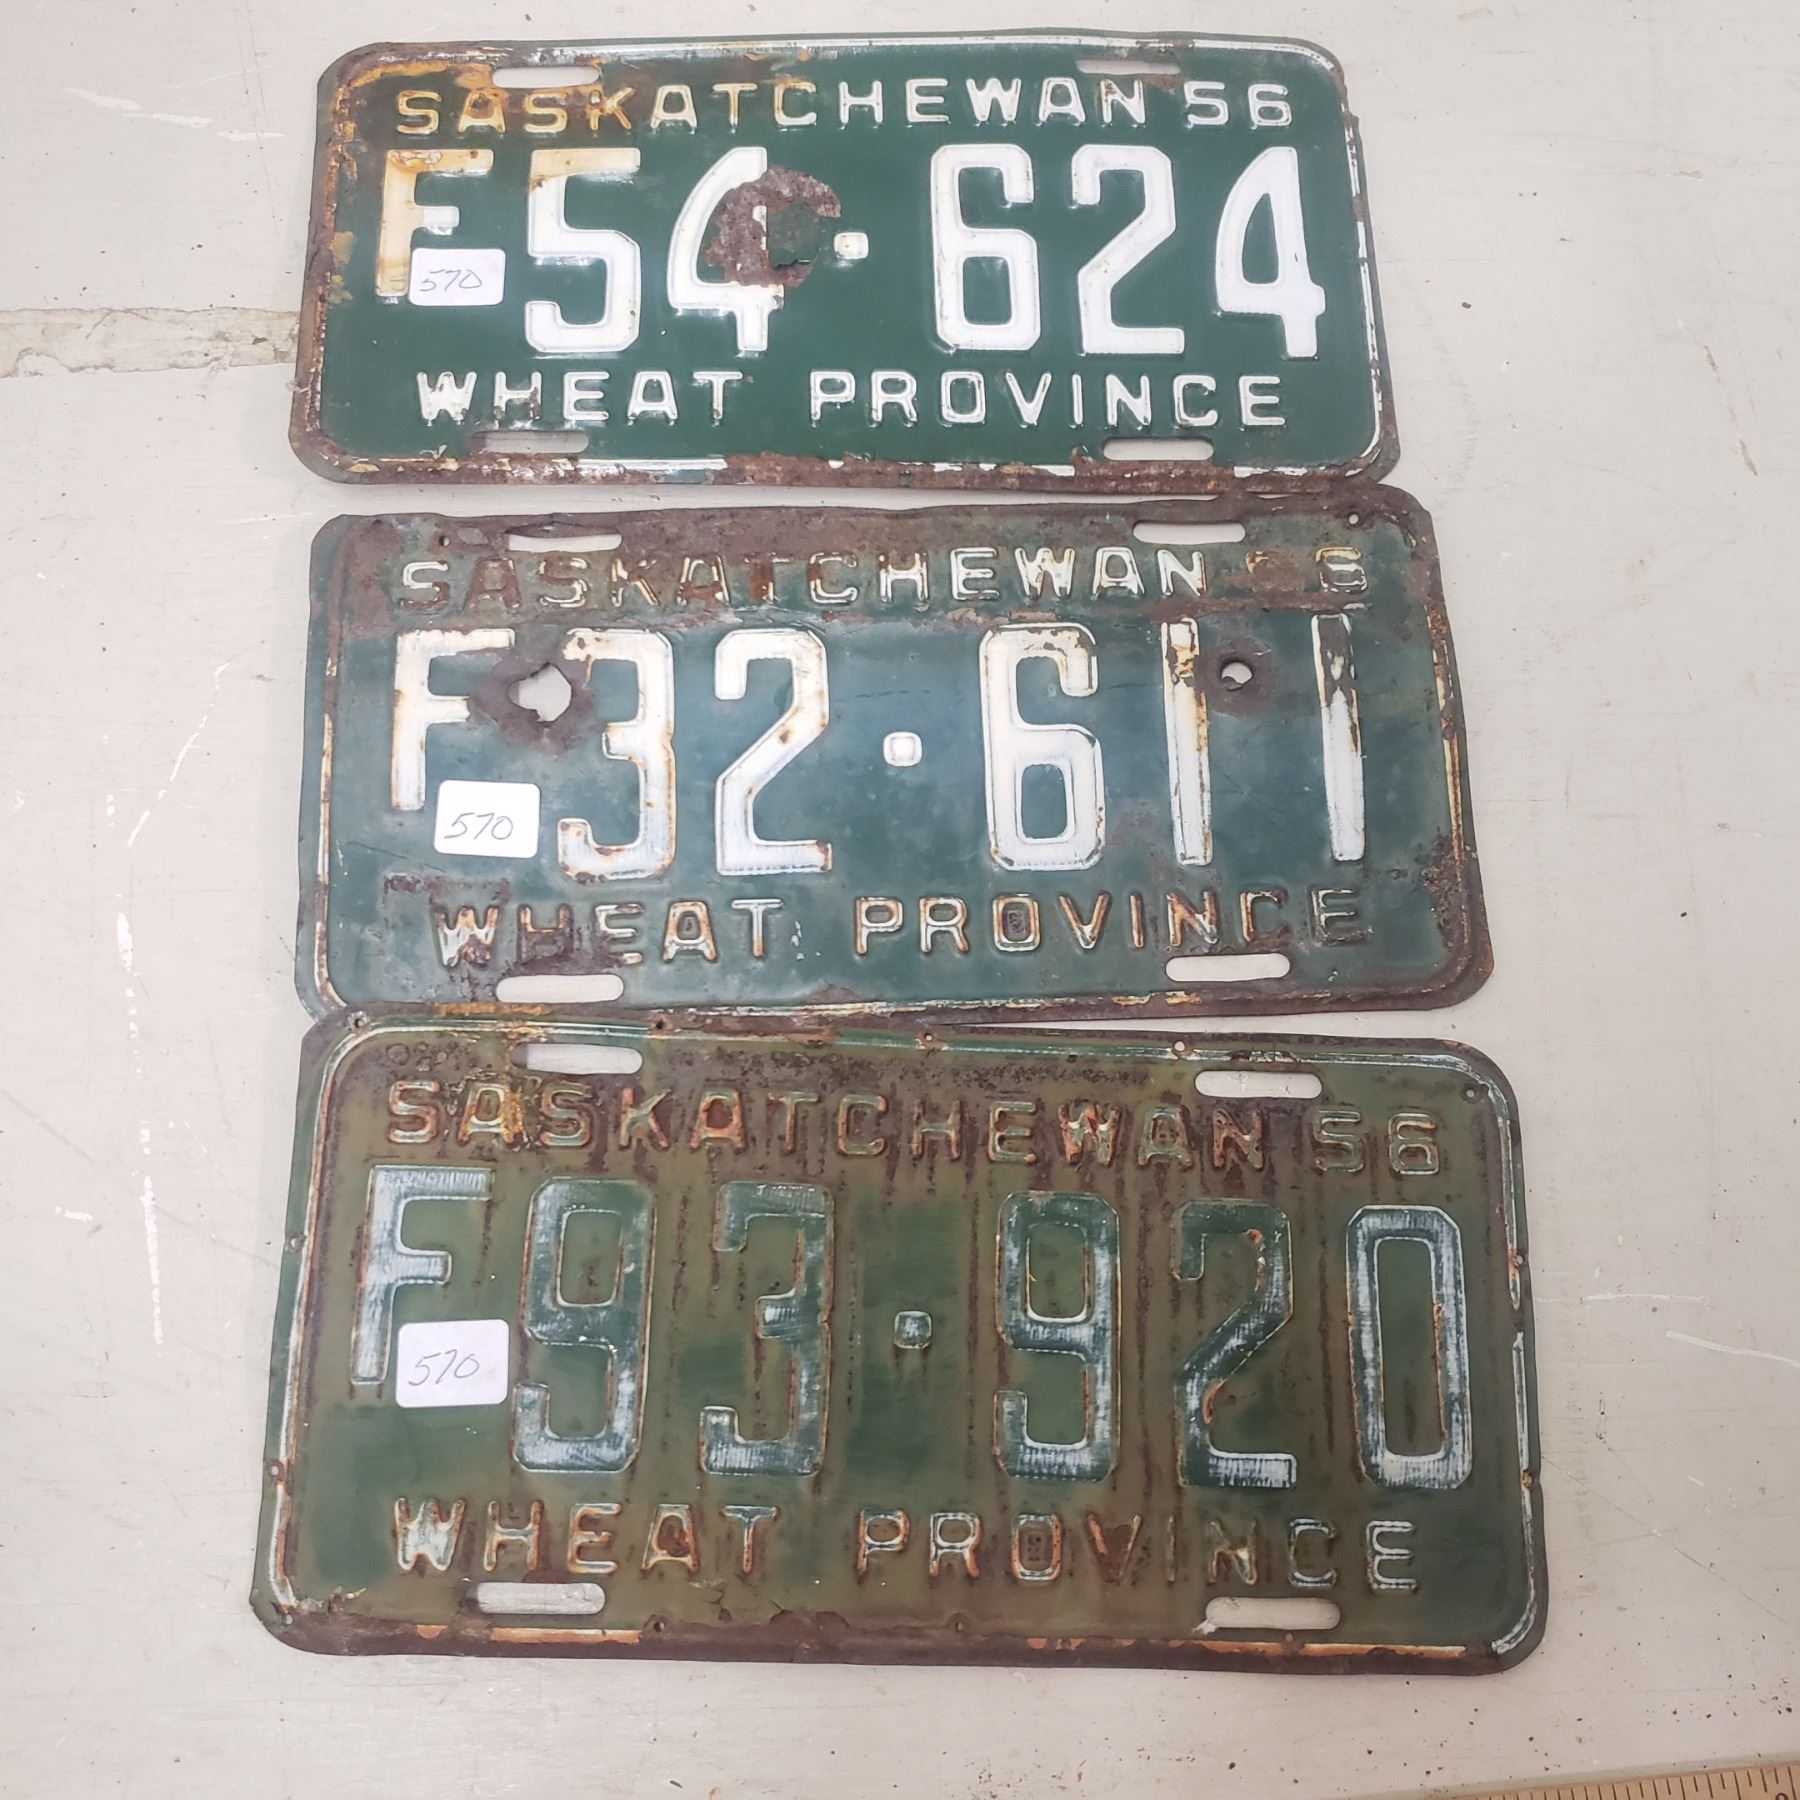 SASKATCHEWAN 56
F54·624
570
WHEAT PROVINCE
SASKATCHEWAN 56
F32·611
570
WHEAT PROVINCE
SASKATCHEWAN 56
F93·920
570
WHEAT PROVINCE